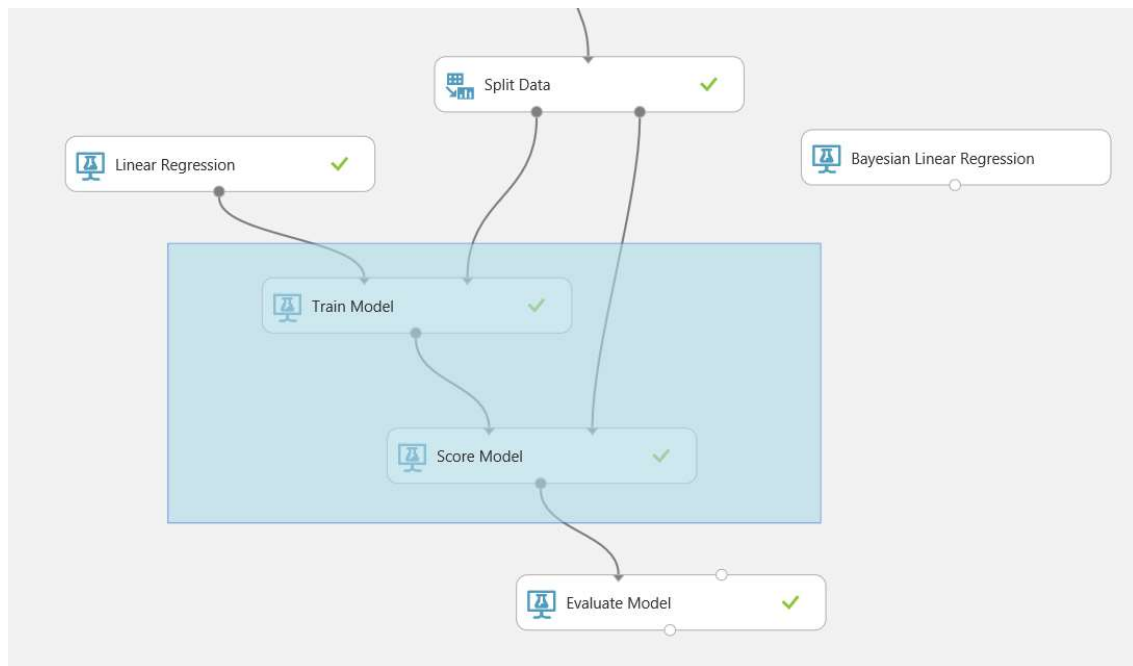 Split Data
Linear Regression
Bayesian Linear Regression
Train Model
Score Model
Evaluate Model